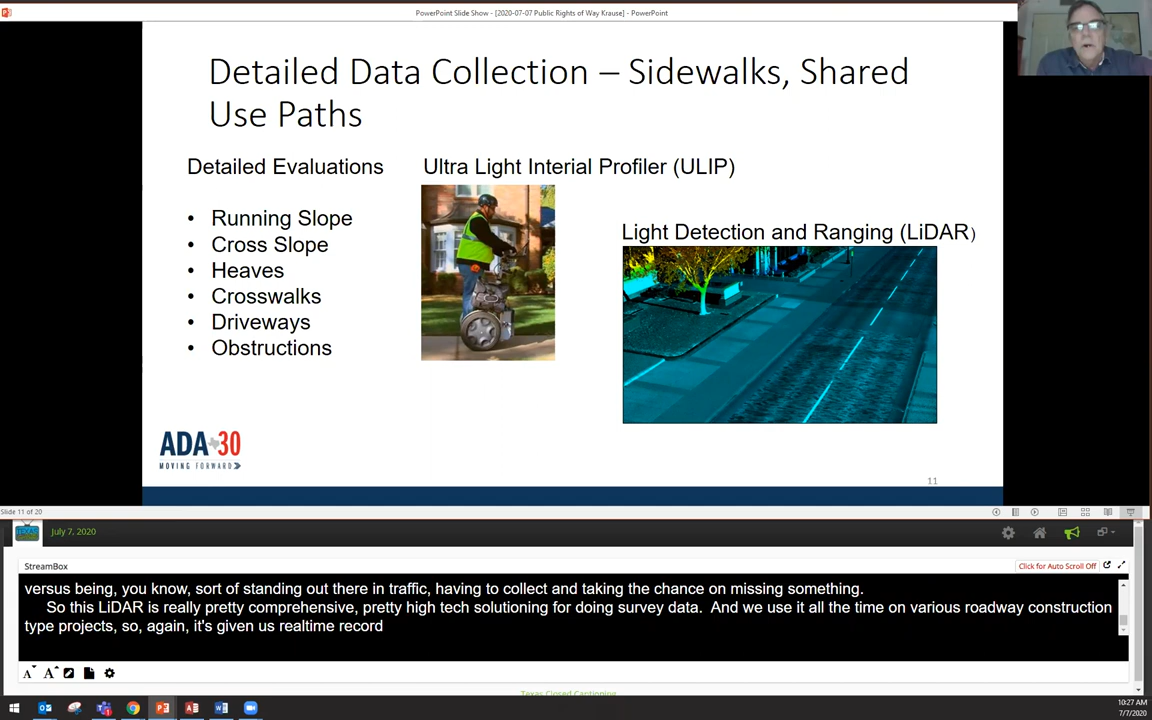 PowerPoint Slide Show - [2020-07-07 Public Rights of Way Krause] - PowerPoint
Detailed Data Collection – Sidewalks, Shared
Use Paths
Detailed Evaluations
Ultra Light Interial Profiler (ULIP)
• Running Slope
• Cross Slope
• Heaves
• Crosswalks
• Driveways
• Obstructions
Light Detection and Ranging (LiDAR)
ADA 30
MOVING FORWARD
11
Slide 11 of 20
TEXAS
July 7, 2020
StreamBox
Click for Auto Scroll Off
versus being, you know, sort of standing out there in traffic, having to collect and taking the chance on missing something.
So this LiDAR is really pretty comprehensive, pretty high tech solutioning for doing survey data. And we use it all the time on various roadway construction
type projects, so, again, it's given us realtime record
A A
Texas Closed Captioning
10:27 AM
7/7/2020